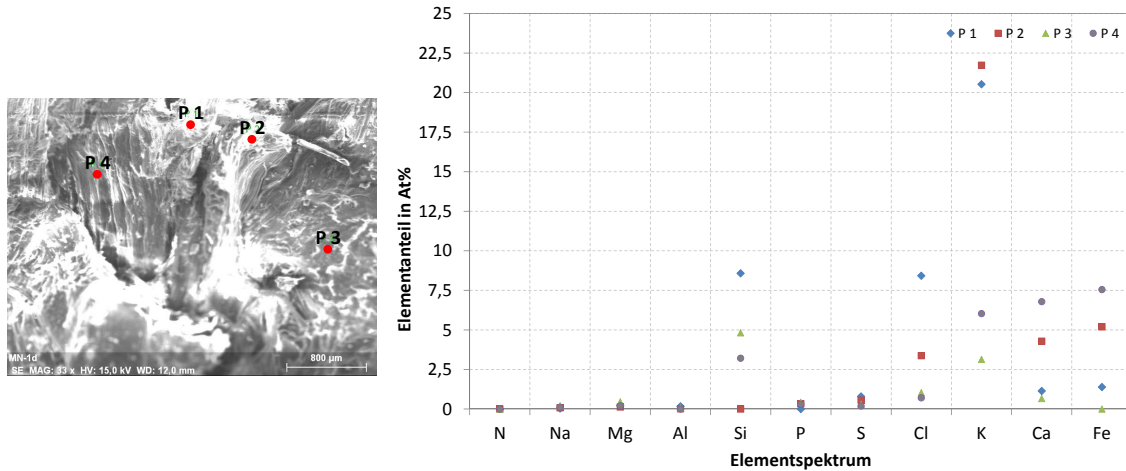 P 1
P 2
P 4
P 3
MN-1d
800 µm
SE MAG: 33 x HV: 15,0 kV WD: 12,0 mm
Elementanteil in At%
25
22,5
20
17,5
15
12,5
10
7,5
5
2,5
0
P 1 P 2 P 3 P 4
N Na Mg Al Si P S Cl K Ca Fe
Elementspektrum